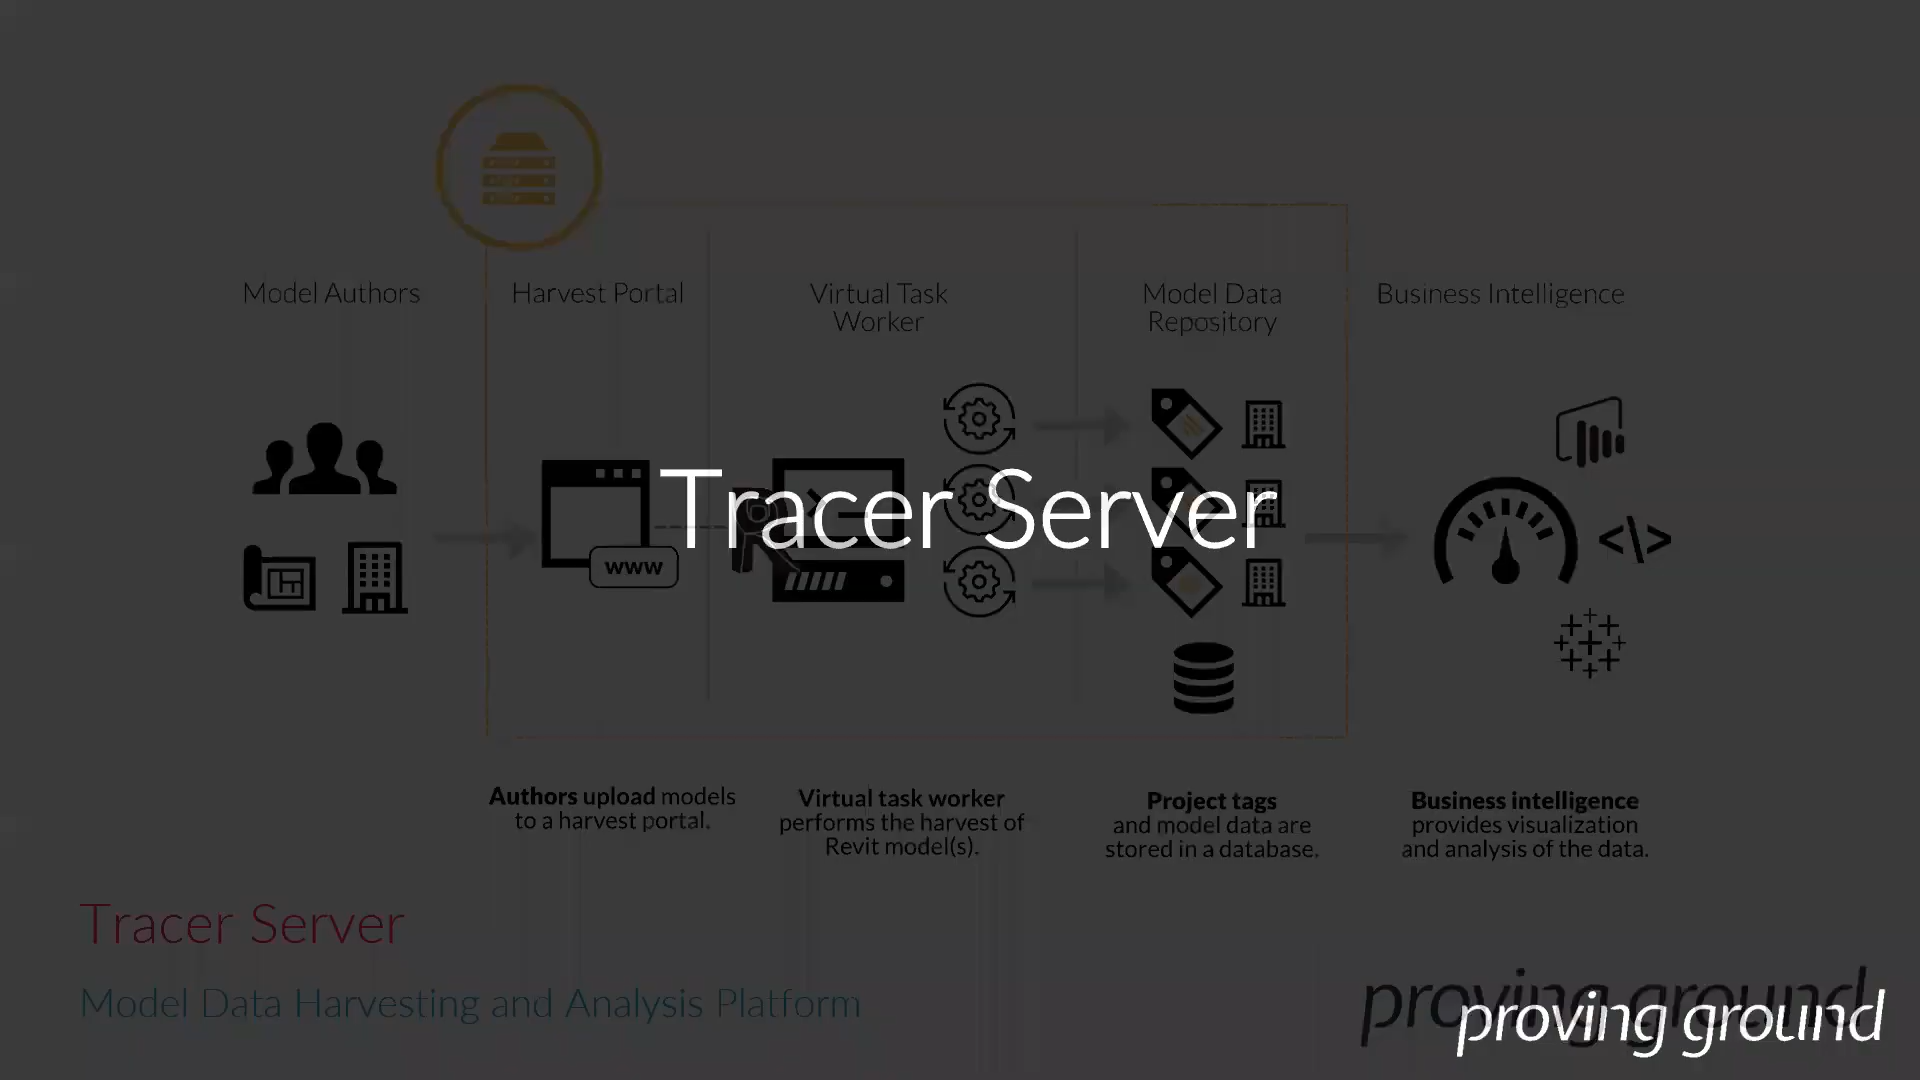 Model Authors
Harvest Portal
Virtual Task
Worker
Model Data
Repository
Business Intelligence
www
</>
Tracer Server
Authors upload models
to a harvest portal.
Virtual task worker
performs the harvest of
Revit model(s).
Project tags
and model data are
stored in a database.
Business intelligence
provides visualization
and analysis of the data.
Tracer Server
Model Data Harvesting and Analysis Platform
proving ground
proving ground